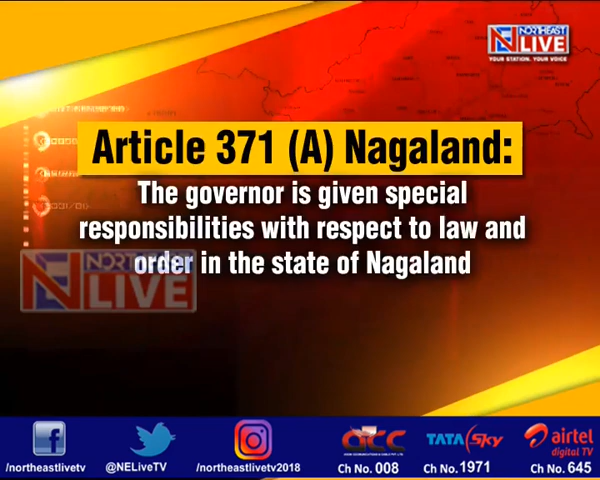 NORTHEAST
LIVE
YOUR STATION. YOUR VOICE
Article 371 (A) Nagaland:
The governor is given special
responsibilities with respect to law and
order in the state of Nagaland
NORTHEAST
LIVE
/northeastlivetv
@NELiveTV
/northeastlivetv2018
acc
Ch No. 008
TATA Sky
Ch No. 1971
airtel
digital TV
Ch No. 645